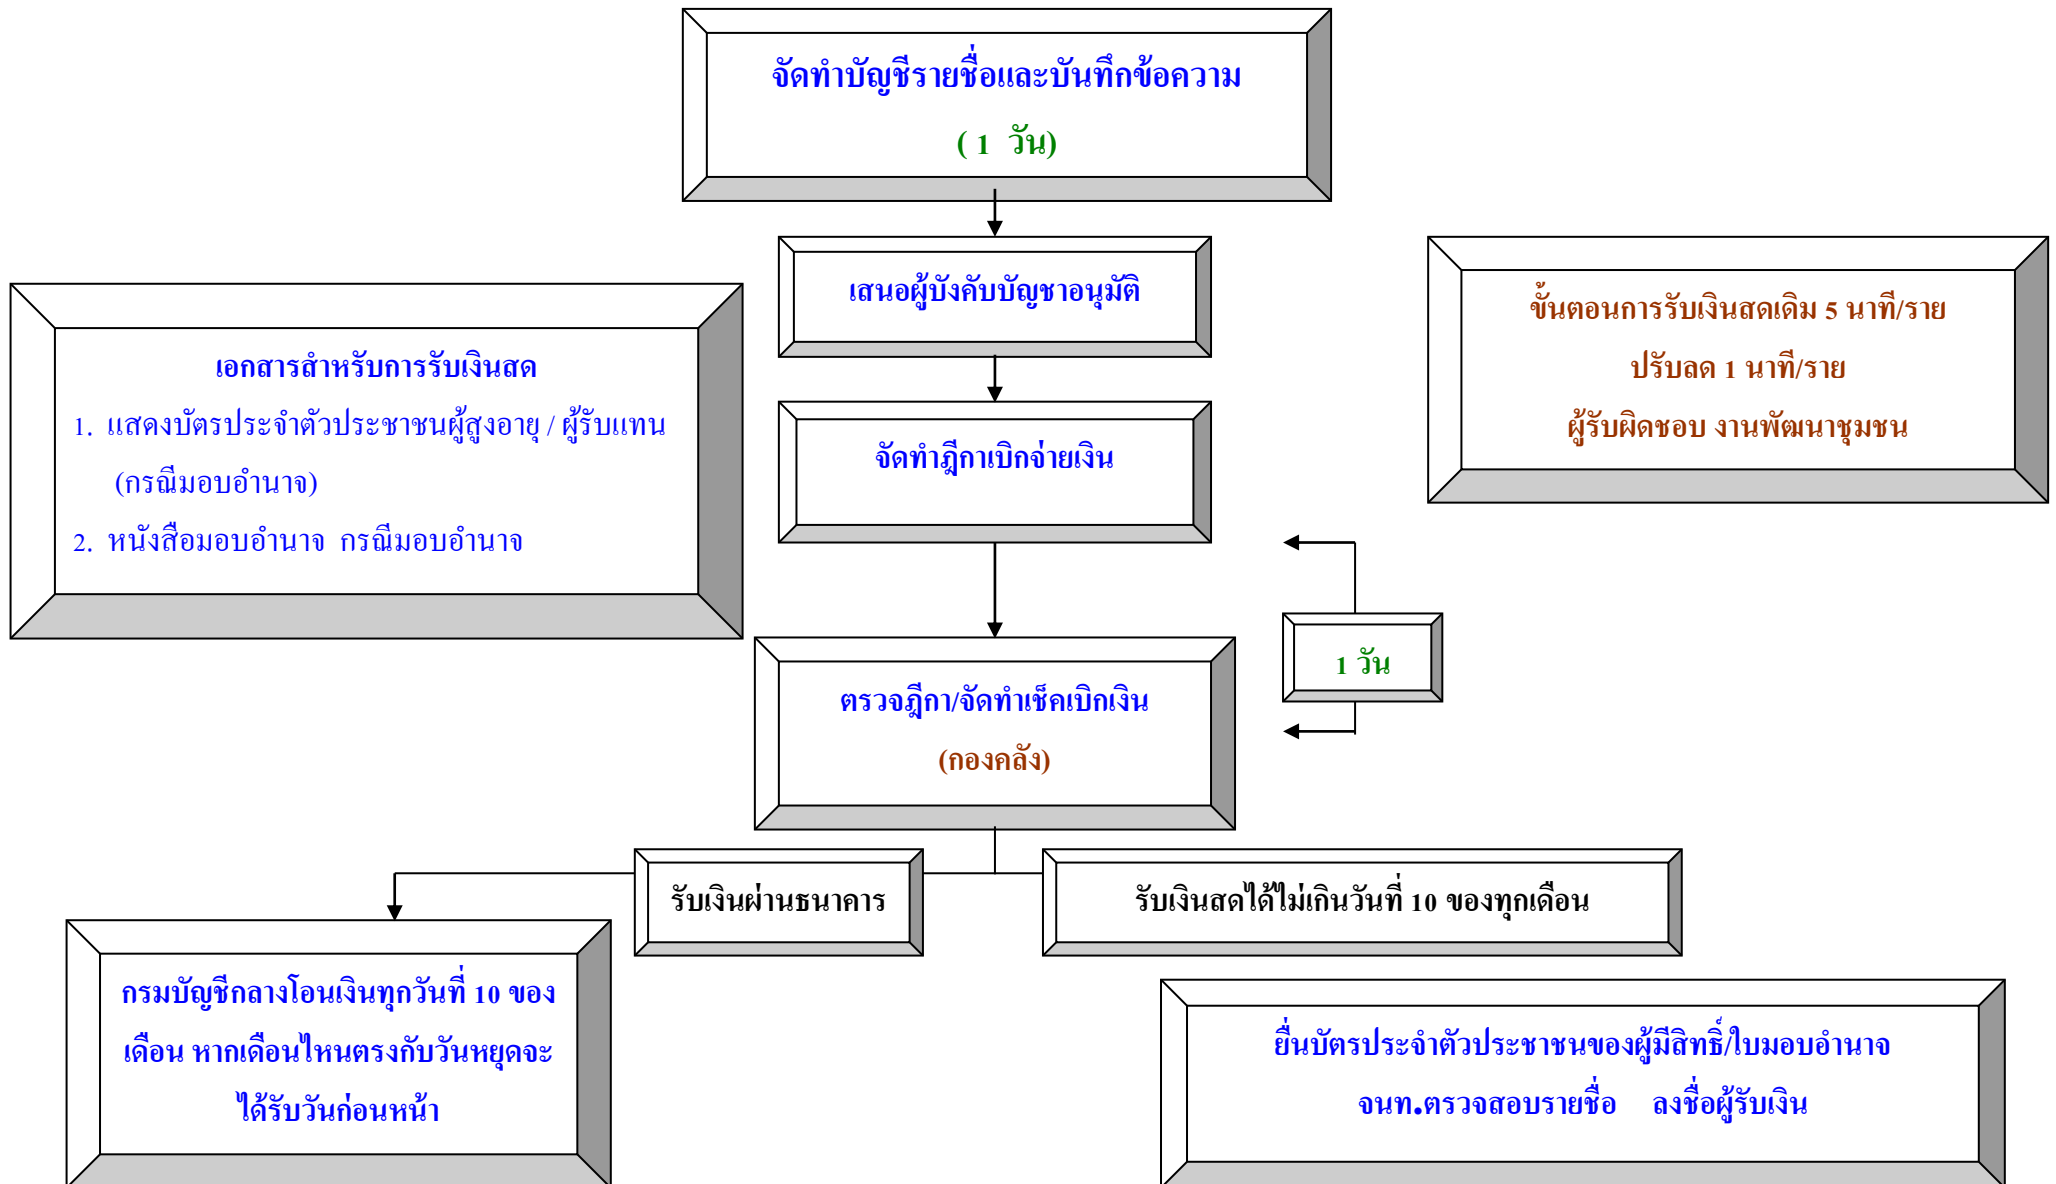 จัดทำบัญชีรายชื่อและบันทึกข้อความ
( 1 วัน)
เสนอผู้บังคับบัญชาอนุมัติ
ขั้นตอนการรับเงินสดเดิม 5 นาที/ราย
ปรับลด 1 นาที/ราย
ผู้รับผิดชอบ งานพัฒนาชุมชน
เอกสารสำหรับการรับเงินสด
1. แสดงบัตรประจำตัวประชาชนผู้สูงอายุ / ผู้รับแทน
(กรณีมอบอำนาจ)
2. หนังสือมอบอำนาจ กรณีมอบอำนาจ
จัดทำฎีกาเบิกจ่ายเงิน
1 วัน
ตรวจฎีกา/จัดทำเช็คเบิกเงิน
(กองคลัง)
รับเงินผ่านธนาคาร
รับเงินสดได้ไม่เกินวันที่ 10 ของทุกเดือน
กรมบัญชีกลางโอนเงินทุกวันที่ 10 ของ
เดือน หากเดือนไหนตรงกับวันหยุดจะ
ได้รับวันก่อนหน้า
ยื่นบัตรประจำตัวประชาชนของผู้มีสิทธิ์/ใบมอบอำนาจ
จนท.ตรวจสอบรายชื่อ ลงชื่อผู้รับเงิน